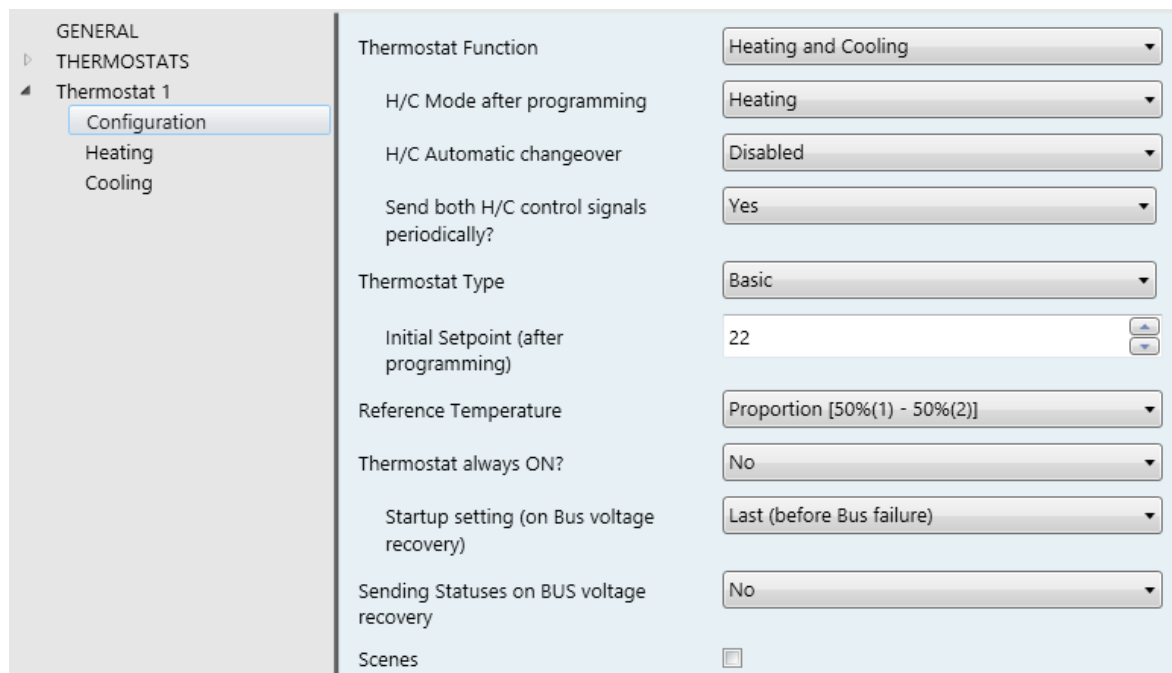 GENERAL
THERMOSTATS
Thermostat 1
Configuration
Heating
Cooling
Thermostat Function
Heating and Cooling
H/C Mode after programming
Heating
H/C Automatic changeover
Disabled
Send both H/C control signals
periodically?
Yes
Thermostat Type
Basic
Initial Setpoint (after
programming)
22
Reference Temperature
Proportion [50%(1) - 50%(2)]
Thermostat always ON?
No
Startup setting (on Bus voltage
recovery)
Last (before Bus failure)
Sending Statuses on BUS voltage
recovery
No
Scenes